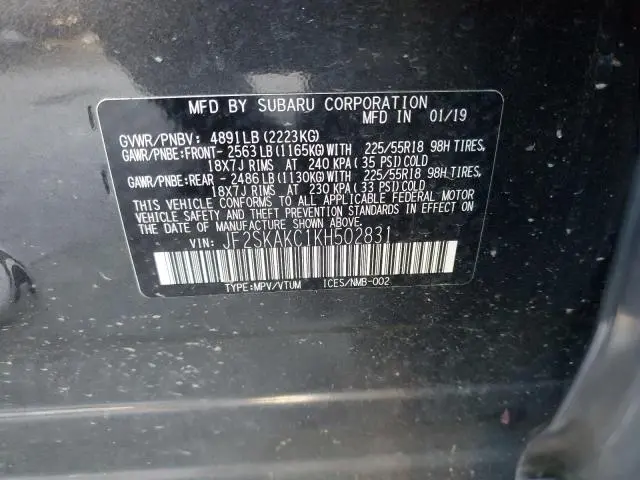 MFD BY SUBARU CORPORATION
MFD IN 01/19
GVWR/PNBV: 4891LB(2223KG)
GAWR/PNBE:FRONT-2563LB(1165KG)WITH 225/55R18 98H TIRES,
18X7J RIMS AT 240 KPA(35 PSI)COLD
GAWR/PNBE:REAR -2486LB(1130KG)WITH 225/55R18 98H TIRES,
18X7J RIMS AT 230 KPA(33 PSI)COLD
THIS VEHICLE CONFORMS TO ALL APPLICABLE FEDERAL MOTOR
VEHICLE SAFETY AND THEFT PREVENTION STANDARDS IN EFFECT ON
THE DATE OF MANUFACTURE SHOWN ABOVE.
VIN: JF2SKAKC1KH502831
TYPE:MPV/VTUM ICES/NMB-002